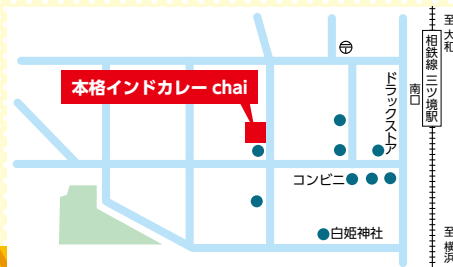 至 大和
相鉄線 三ツ境駅
南口
ドラックストア
本格インドカレー chai
コンビニ
白姫神社
至 横浜